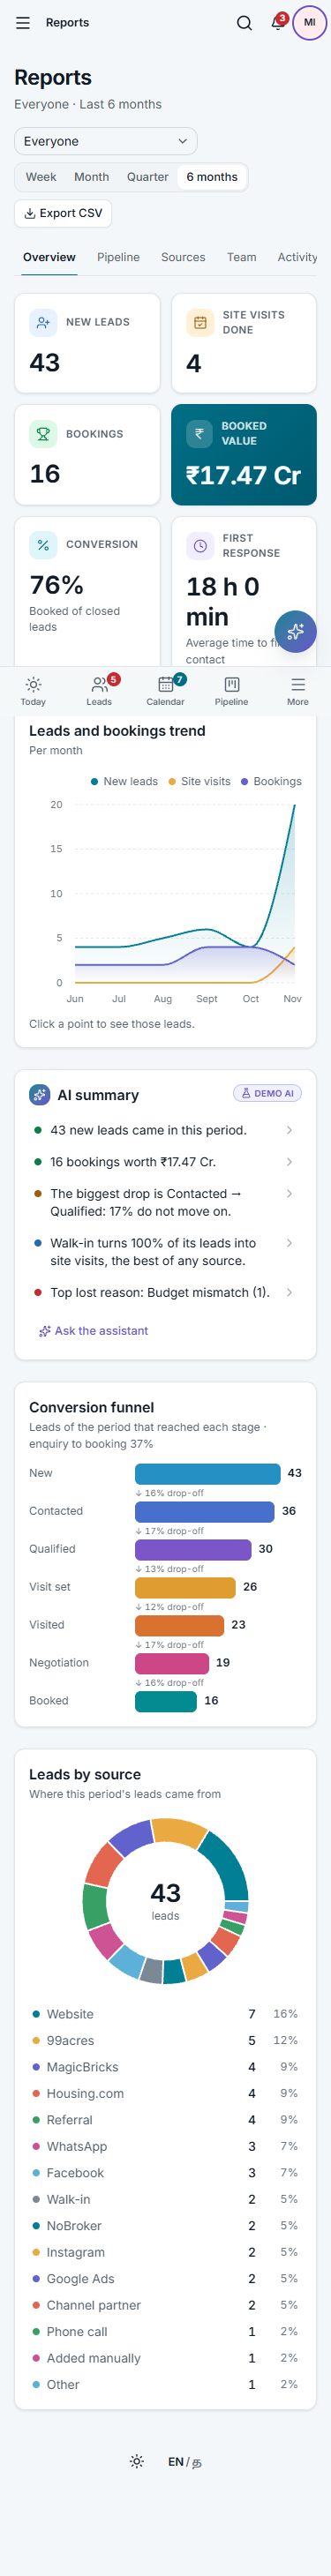 Reports
3
MI
Reports
Everyone · Last 6 months
Everyone
Week Month Quarter 6 months
Export CSV
Overview Pipeline Sources Team Activity
NEW LEADS
43
SITE VISITS
DONE
4
BOOKINGS
16
BOOKED
VALUE
₹17.47 Cr
CONVERSION
76%
Booked of closed
leads
FIRST
RESPONSE
18 h 0
min
Average time to
contact
5
7
Today Leads Calendar Pipeline More
Leads and bookings trend
Per month
New leads Site visits Bookings
20
15
10
5
0
Jun Jul Aug Sept Oct Nov
Click a point to see those leads.
AI summary
DEMO AI
43 new leads came in this period.
16 bookings worth ₹17.47 Cr.
The biggest drop is Contacted →
Qualified: 17% do not move on.
Walk-in turns 100% of its leads into
site visits, the best of any source.
Top lost reason: Budget mismatch (1).
Ask the assistant
Conversion funnel
Leads of the period that reached each stage ·
enquiry to booking 37%
New 43
↓ 16% drop-off
Contacted 36
↓ 17% drop-off
Qualified 30
↓ 13% drop-off
Visit set 26
↓ 12% drop-off
Visited 23
↓ 17% drop-off
Negotiation 19
↓ 16% drop-off
Booked 16
Leads by source
Where this period's leads came from
43
leads
Website 7 16%
99acres 5 12%
MagicBricks 4 9%
Housing.com 4 9%
Referral 4 9%
WhatsApp 3 7%
Facebook 3 7%
Walk-in 2 5%
NoBroker 2 5%
Instagram 2 5%
Google Ads 2 5%
Channel partner 2 5%
Phone call 1 2%
Added manually 1 2%
Other 1 2%
EN / த